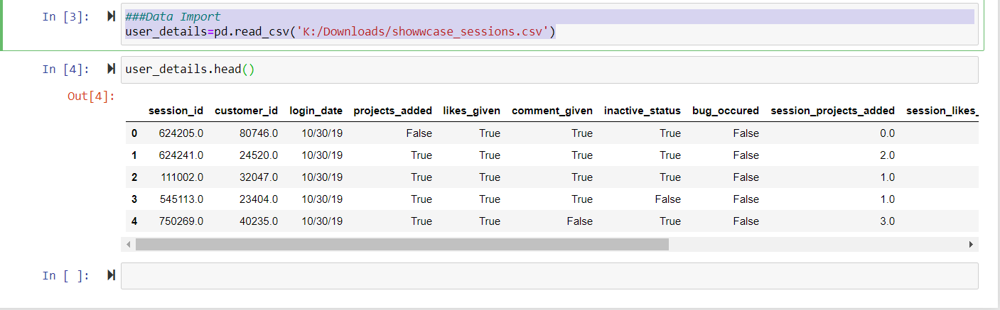 In [3]: ###Data Import
user_details=pd.read_csv('K:/Downloads/showwcase_sessions.csv')
In [4]: user_details.head()
Out[4]:
session_id customer_id login_date projects_added likes_given comment_given inactive_status bug_occured session_projects_added session_likes_
0 624205.0 80746.0 10/30/19 False True True True False 0.0
1 624241.0 24520.0 10/30/19 True True True True False 2.0
2 111002.0 32047.0 10/30/19 True True True True False 1.0
3 545113.0 23404.0 10/30/19 True True True False False 1.0
4 750269.0 40235.0 10/30/19 True True False True False 3.0
In [ ]: